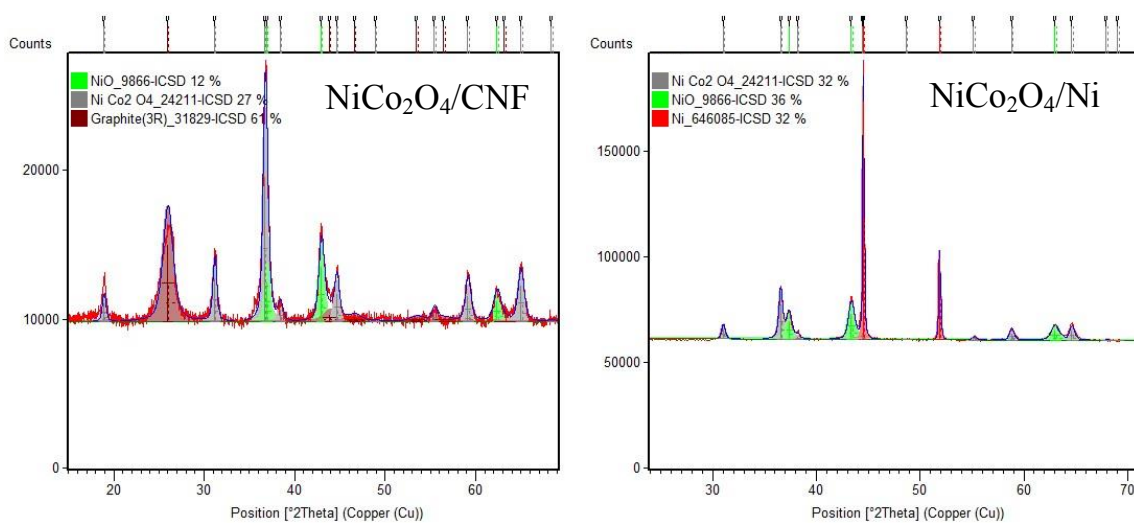 Counts
NiO_9866-ICSD 12 %
Ni Co2 O4_24211-ICSD 27 %
Graphite(3R)_31829-ICSD 61 %
NiCo₂O₄/CNF
20000
10000
0
20 30 40 50 60
Position [°2Theta] (Copper (Cu))
Counts
Ni Co2 O4_24211-ICSD 32 %
NiO_9866-ICSD 36 %
Ni_646085-ICSD 32 %
NiCo₂O₄/Ni
150000
100000
50000
0
30 40 50 60 70
Position [°2Theta] (Copper (Cu))